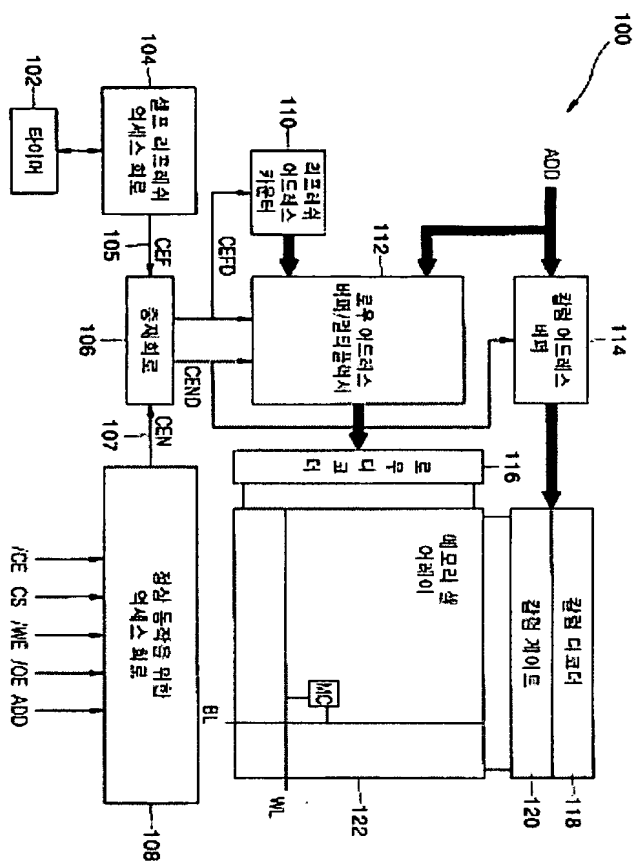 100
ADD
칼럼 어드레스
버퍼
114
칼럼 디코더
118
칼럼 게이트
120
110
리프레쉬
어드레스
카운터
112
로우 어드레스
버퍼/멀티플렉서
로우 디코더
116
메모리 셀
어레이
MC
BL
WL
122
104
셀프 리프레쉬
억세스 회로
102
타이머
105
CEF
CEFD
중재회로
106
CEND
CEN
107
정상 동작을 위한
억세스 회로
108
/CE
CS
/WE
/OE
ADD